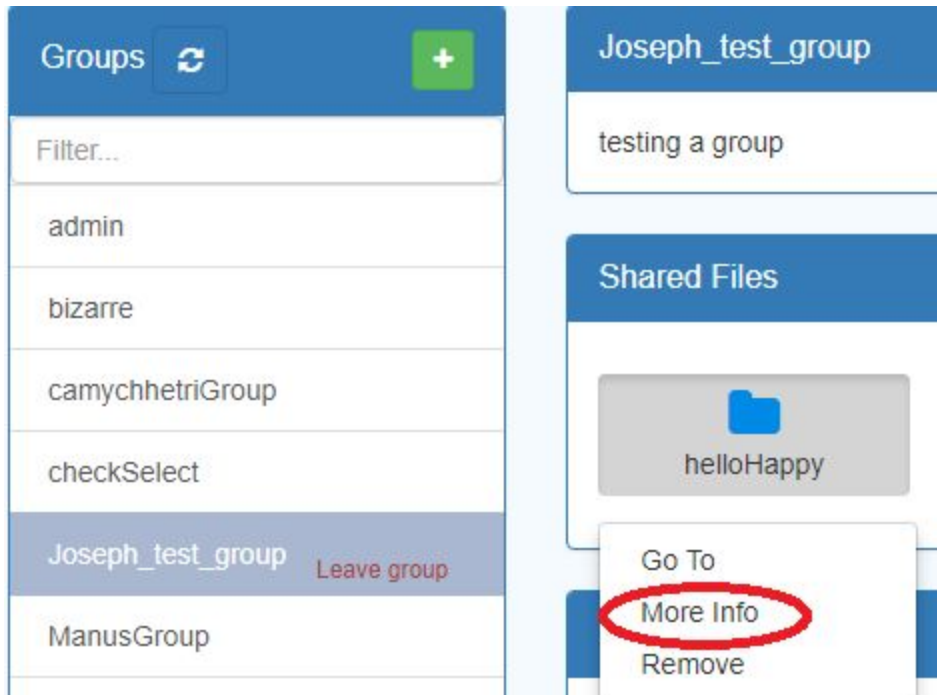 Groups
Filter...
admin
bizarre
camychhetriGroup
checkSelect
Joseph_test_group
Leave group
ManusGroup
Joseph_test_group
testing a group
Shared Files
helloHappy
Go To
More Info
Remove